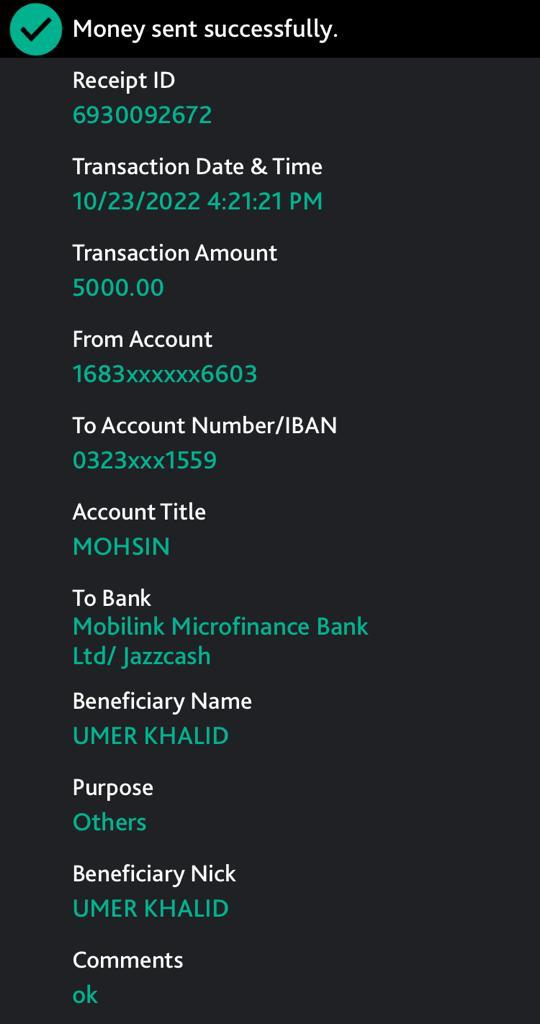 Money sent successfully.
Receipt ID
6930092672
Transaction Date & Time
10/23/2022 4:21:21 PM
Transaction Amount
5000.00
From Account
1683xxxxxx6603
To Account Number/IBAN
0323xxx1559
Account Title
MOHSIN
To Bank
Mobilink Microfinance Bank
Ltd/ Jazzcash
Beneficiary Name
UMER KHALID
Purpose
Others
Beneficiary Nick
UMER KHALID
Comments
ok